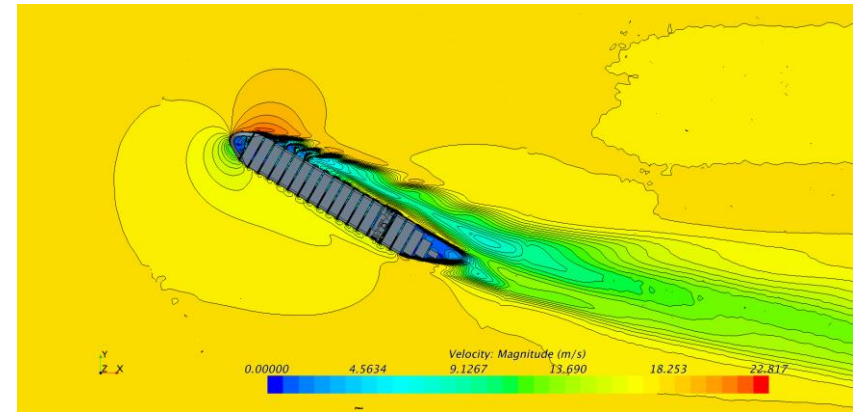 Y
Z X
Velocity: Magnitude (m/s)
0.00000 4.5634 9.1267 13.690 18.253 22.817